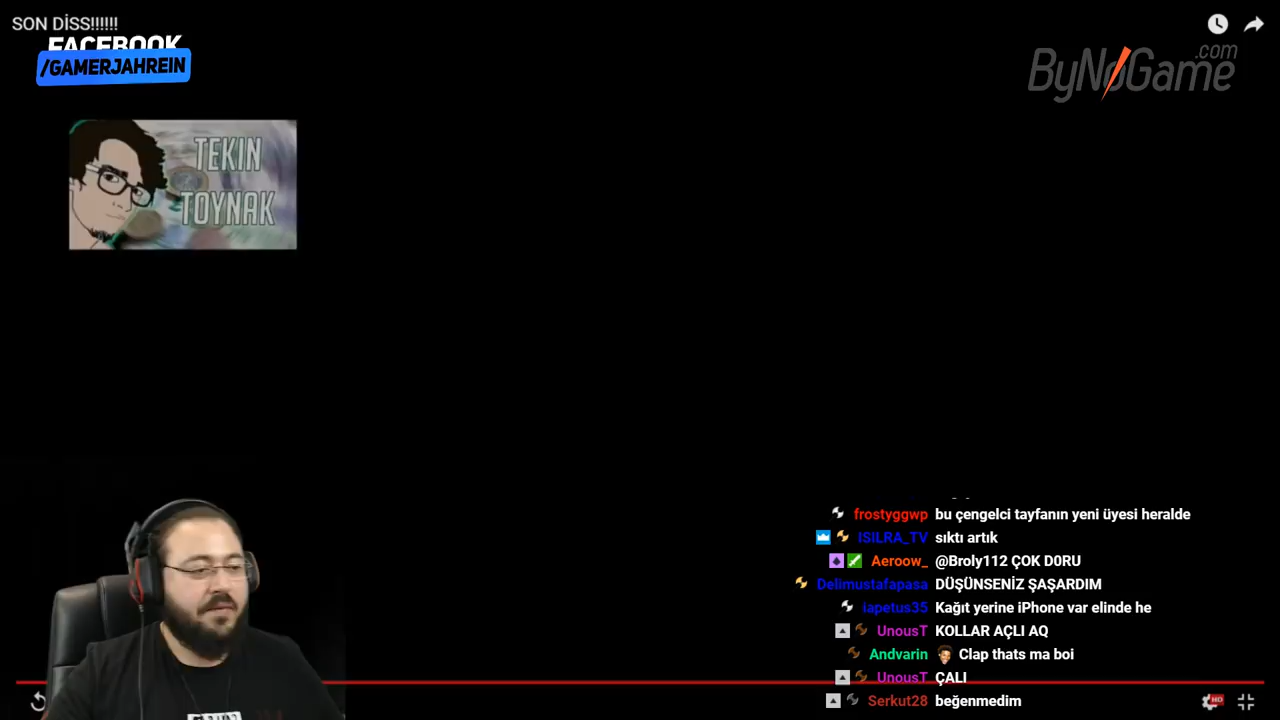 SON DİSS!!!!!!
FACEBOOK
/GAMERJAHREIN
ByNoGame.com
TEKIN
TOYNAK
frostyggwp bu çengelci tayfanın yeni üyesi heralde
ISILRA_TV sıktı artık
Aeroow_ @Broly112 ÇOK D0RU
Delimustafapasa DÜŞÜNSENİZ ŞAŞARDIM
iapetus35 Kağıt yerine iPhone var elinde he
UnousT KOLLAR AÇLI AQ
Andvarin Clap thats ma boi
UnousT ÇALI
Serkut28 beğenmedim
HD